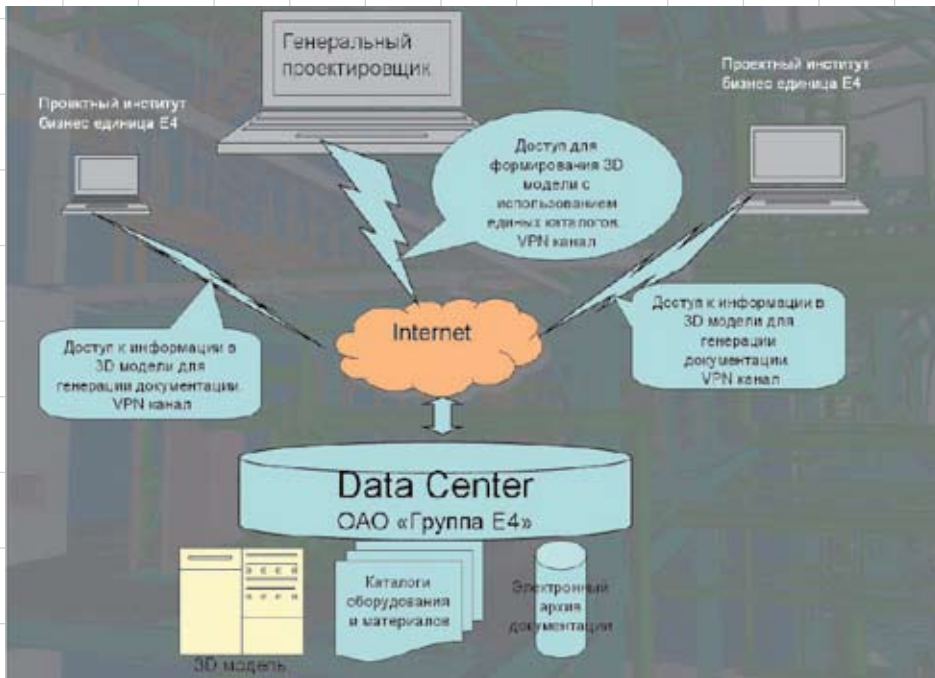 Генеральный
проектировщик
Проектный институт
бизнес единица Е4
Проектный институт
бизнес единица Е4
Доступ для
формирования 3D
модели с
использованием
единых каталогов.
VPN канал
Доступ к информации в
3D модели для
генерации документации.
VPN канал
Internet
Доступ к информации в
3D модели для
генерации
документации.
VPN канал
Data Center
ОАО «Группа Е4»
3D модель
Каталоги
оборудования
и материалов
Электронный
архив
документации